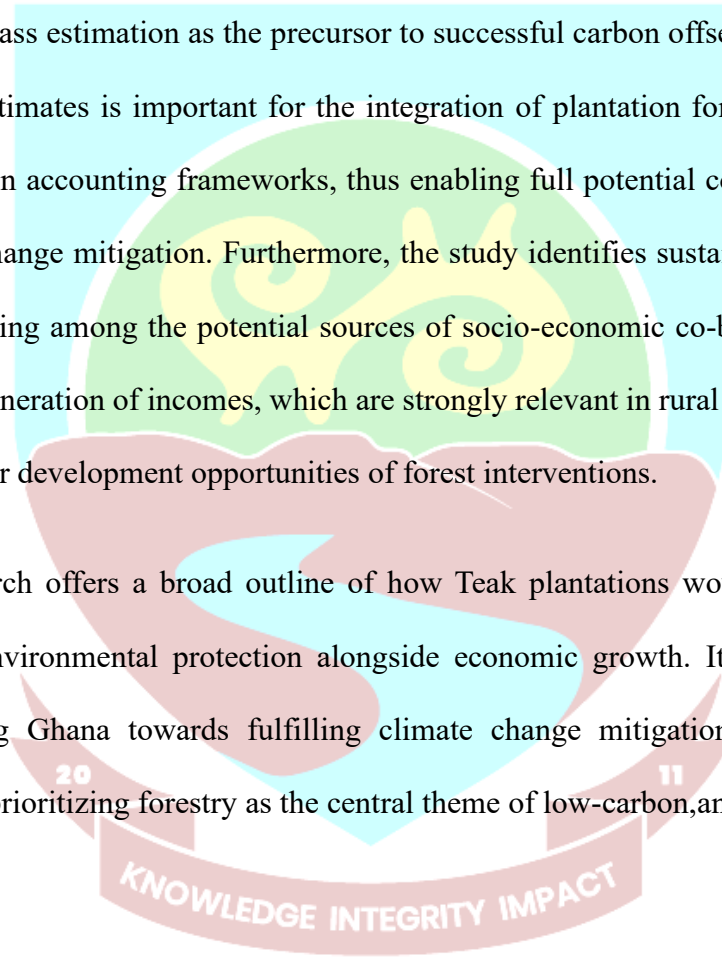 ass estimation as the precursor to successful carbon offse
timates is important for the integration of plantation for
n accounting frameworks, thus enabling full potential c
ange mitigation. Furthermore, the study identifies susta
ing among the potential sources of socio-economic co-b
neration of incomes, which are strongly relevant in rural
r development opportunities of forest interventions.
rch offers a broad outline of how Teak plantations wo
nvironmental protection alongside economic growth. It
g Ghana towards fulfilling climate change mitigation
20 11
prioritizing forestry as the central theme of low-carbon,an
KNOWLEDGE INTEGRITY IMPACT